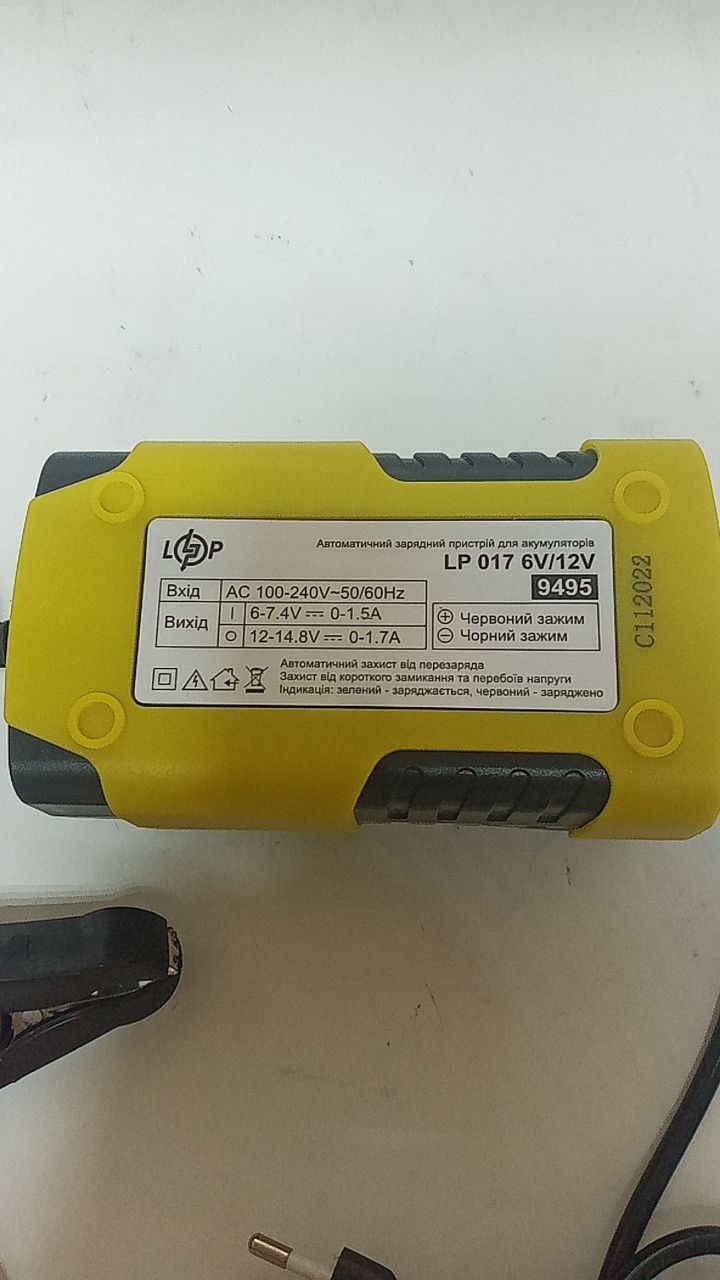 LP
Автоматичний зарядний пристрій для акумуляторів
LP 017 6V/12V
9495
Вхід AC 100-240V~50/60Hz
Вихід I 6-7.4V ⎓ 0-1.5A
O 12-14.8V ⎓ 0-1.7A
⊕ Червоний зажим
⊖ Чорний зажим
Автоматичний захист від перезаряда
Захист від короткого замикання та перебоїв напруги
Індикація: зелений - заряджається, червоний - заряджено
C112022